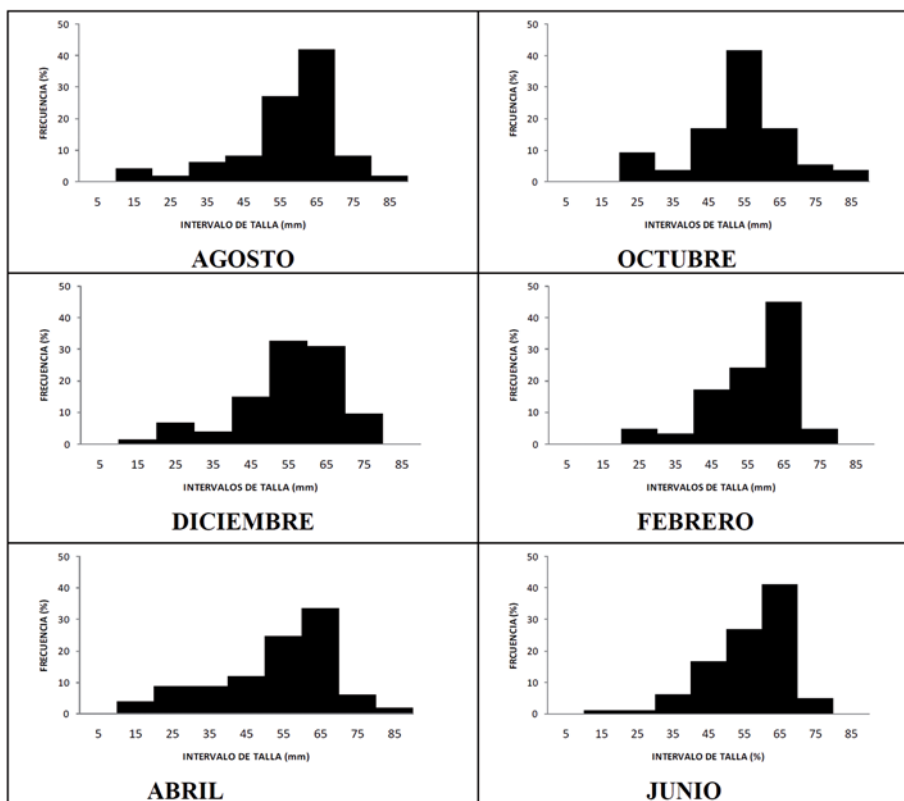 50
40
30
20
10
0
FRECUENCIA (%)
5 15 25 35 45 55 65 75 85
INTERVALO DE TALLA (mm)
AGOSTO
50
40
30
20
10
0
FRCUENCIA (%)
5 15 25 35 45 55 65 75 85
INTERVALOS DE TALLA (mm)
OCTUBRE
50
40
30
20
10
0
FRECUENCIA (%)
5 15 25 35 45 55 65 75 85
INTERVALOS DE TALLA (mm)
DICIEMBRE
50
40
30
20
10
0
FRECUENCIA (%)
5 15 25 35 45 55 65 75 85
INTERVALOS DE TALLA (mm)
FEBRERO
50
40
30
20
10
0
FRECUENCIA (%)
5 15 25 35 45 55 65 75 85
INTERVALO DE TALLA (mm)
ABRIL
50
40
30
20
10
0
FRCUENCIA (%)
5 15 25 35 45 55 65 75 85
INTERVALO DE TALLA (%)
JUNIO